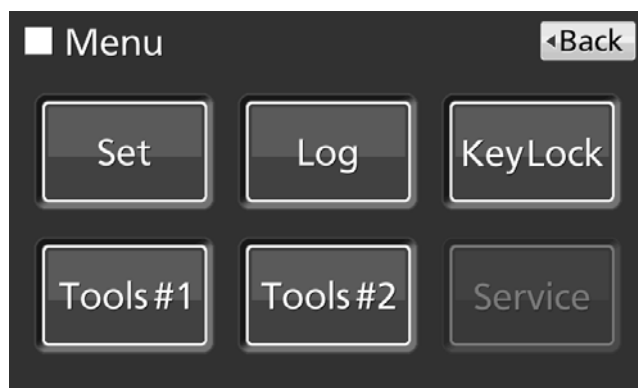 Menu
Back
Set
Log
KeyLock
Tools #1
Tools #2
Service